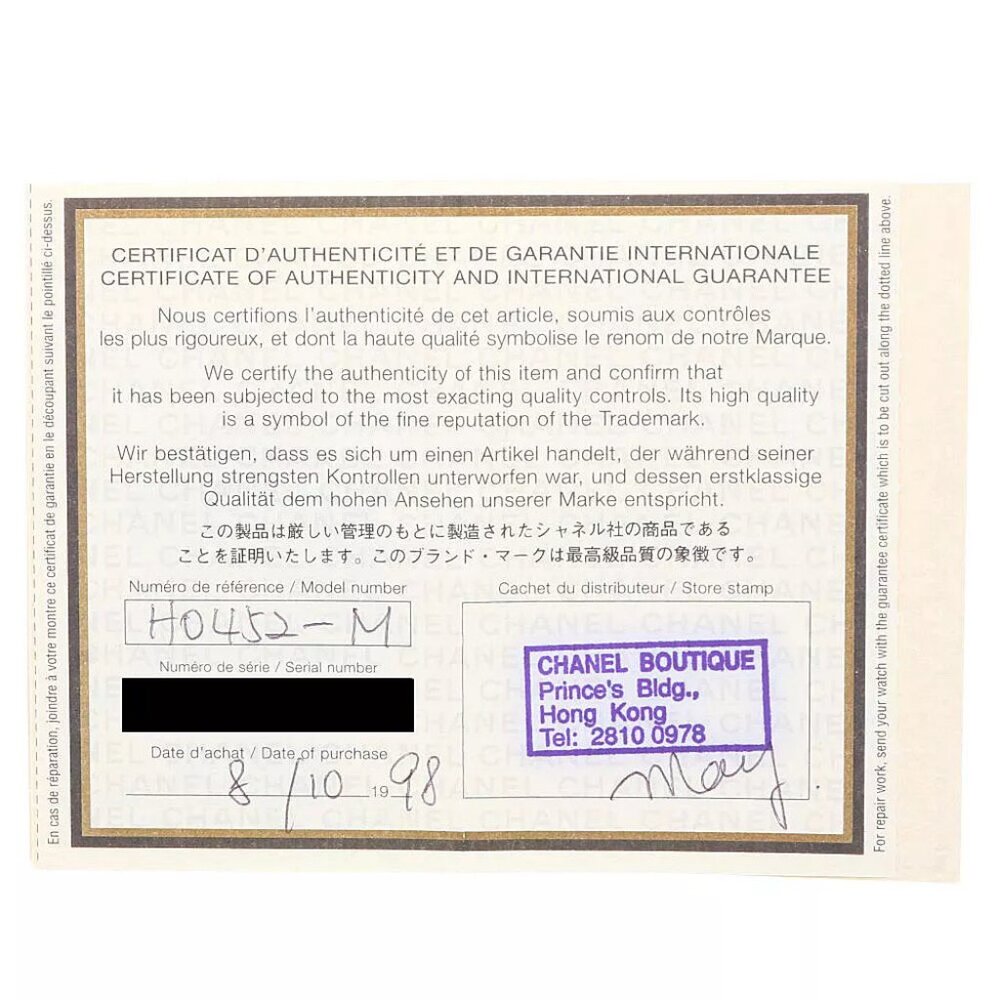 CERTIFICAT D'AUTHENTICITÉ ET DE GARANTIE INTERNATIONALE
CERTIFICATE OF AUTHENTICITY AND INTERNATIONAL GUARANTEE
Nous certifions l'authenticité de cet article, soumis aux contrôles
les plus rigoureux, et dont la haute qualité symbolise le renom de notre Marque.
We certify the authenticity of this item and confirm that
it has been subjected to the most exacting quality controls. Its high quality
is a symbol of the fine reputation of the Trademark.
Wir bestätigen, dass es sich um einen Artikel handelt, der während seiner
Herstellung strengsten Kontrollen unterworfen war, und dessen erstklassige
Qualität dem hohen Ansehen unserer Marke entspricht.
この製品は厳しい管理のもとに製造されたシャネル社の商品である
ことを証明いたします。このブランド・マークは最高級品質の象徴です。
Numéro de référence / Model number
H0452-M
Numéro de série / Serial number
Date d'achat / Date of purchase
8/10 1998
Cachet du distributeur / Store stamp
CHANEL BOUTIQUE
Prince's Bldg.,
Hong Kong
Tel: 2810 0978
May.
En cas de réparation, joindre à votre montre ce certificat de garantie en le découpant suivant le pointillé ci-dessus.
For repair work, send your watch with the guarantee certificate which is to be cut out along the dotted line above.